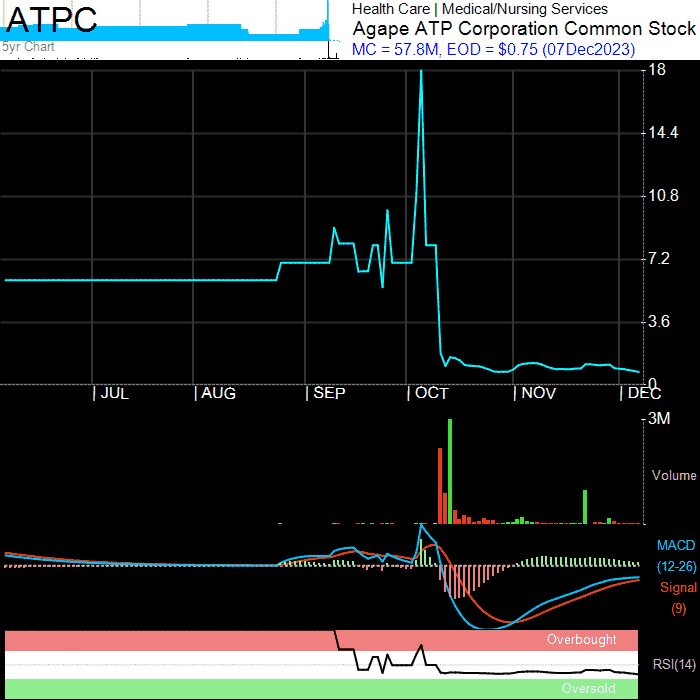 ATPC
5yr Chart
Health Care | Medical/Nursing Services
Agape ATP Corporation Common Stock
MC = 57.8M, EOD = $0.75 (07Dec2023)
18
14.4
10.8
7.2
3.6
0
JUL
AUG
SEP
OCT
NOV
DEC
3M
Volume
MACD
(12-26)
Signal
(9)
Overbought
RSI(14)
Oversold